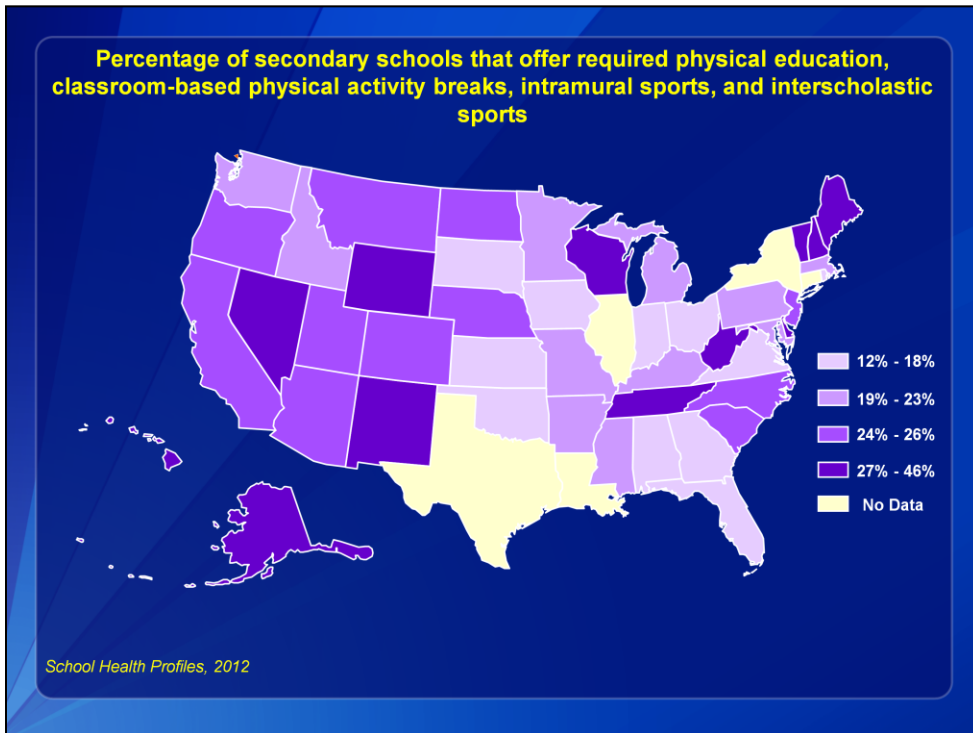 Percentage of secondary schools that offer required physical education,
classroom-based physical activity breaks, intramural sports, and interscholastic
sports
12% - 18%
19% - 23%
24% - 26%
27% - 46%
No Data
School Health Profiles, 2012